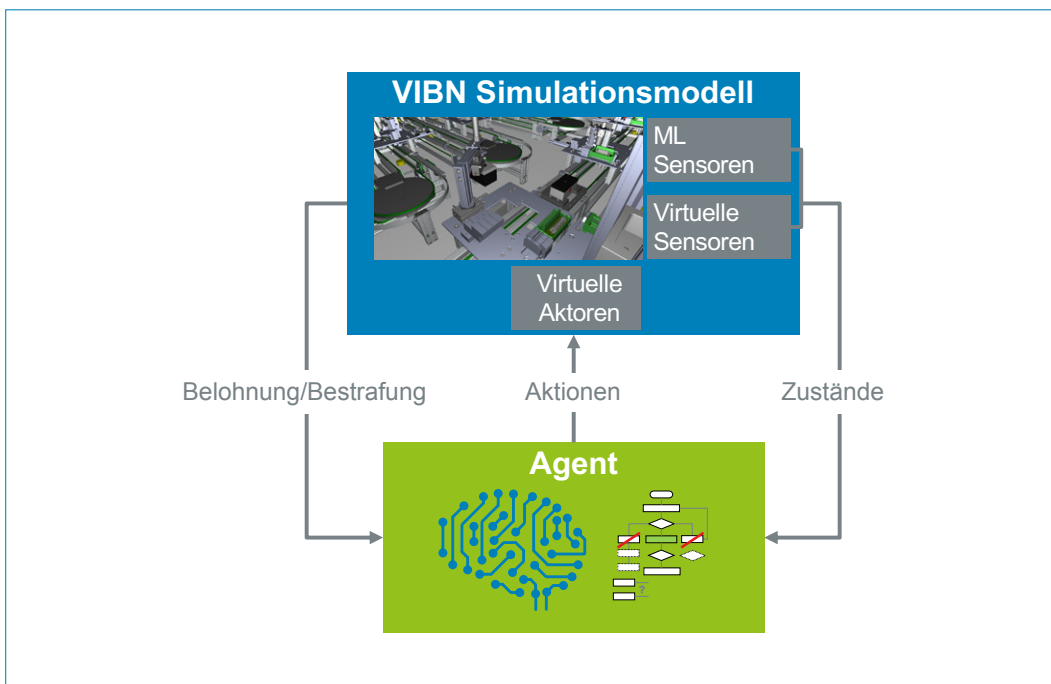 VIBN Simulationsmodell
ML
Sensoren
Virtuelle
Sensoren
Virtuelle
Aktoren
Belohnung/Bestrafung
Aktionen
Zustände
Agent
?